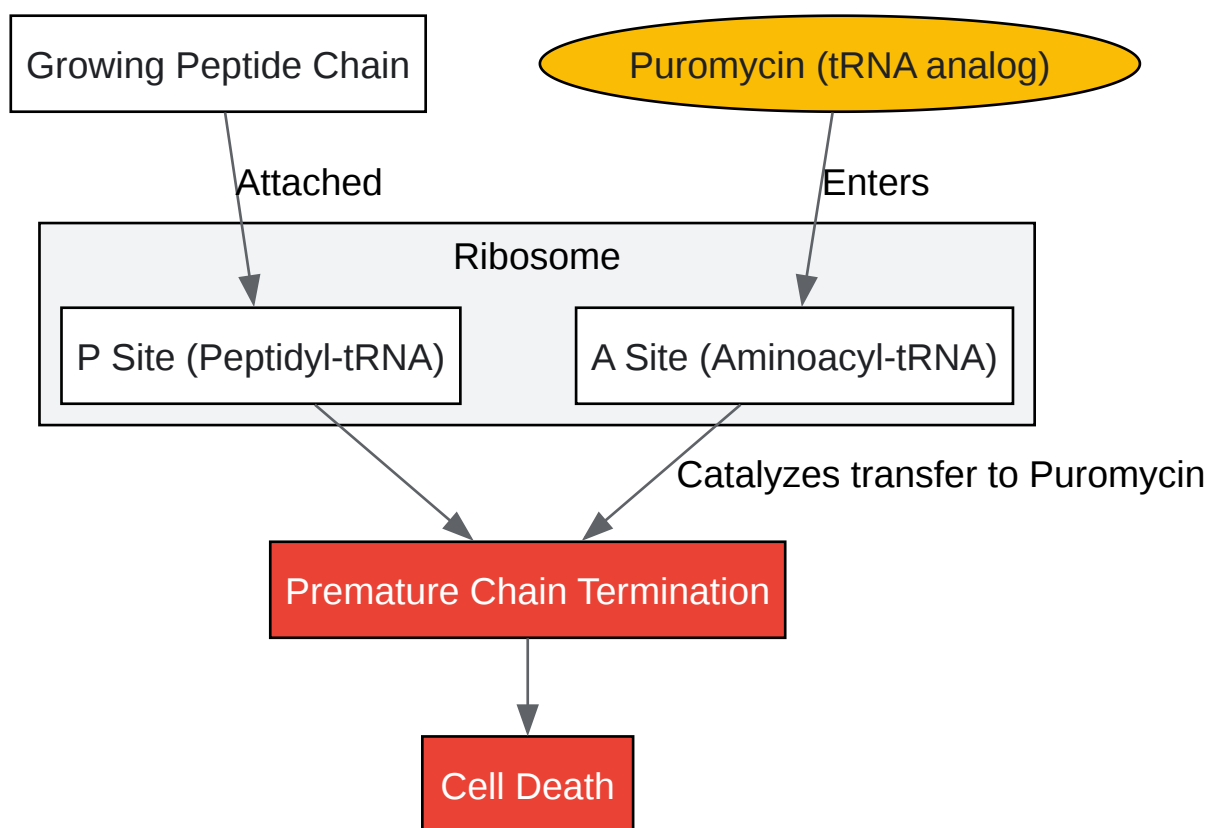 Growing Peptide Chain
Puromycin (tRNA analog)
Attached
Enters
Ribosome
P Site (Peptidyl-tRNA)
A Site (Aminoacyl-tRNA)
Catalyzes transfer to Puromycin
Premature Chain Termination
Cell Death